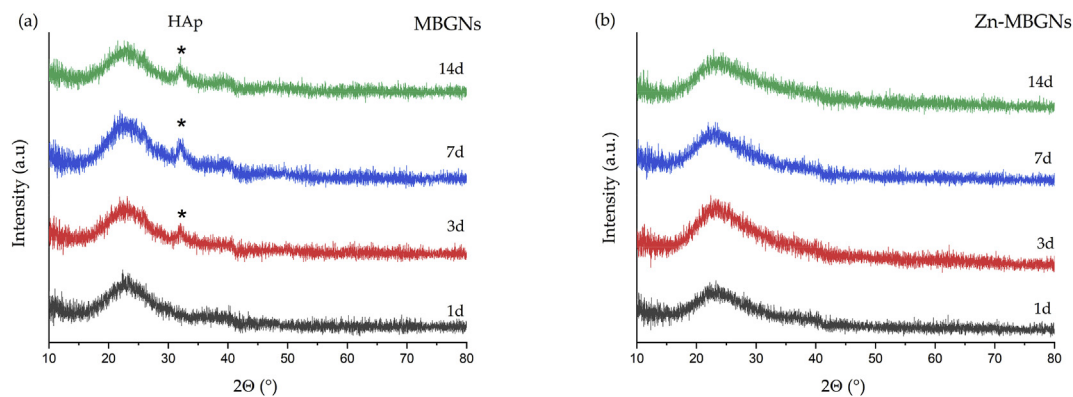 (a)
HAp
MBGNs
*
14d
*
7d
*
3d
1d
Intensity (a.u)
10 20 30 40 50 60 70 80
2Θ (°)
(b)
Zn-MBGNs
14d
7d
3d
1d
Intensity (a.u.)
10 20 30 40 50 60 70 80
2Θ (°)